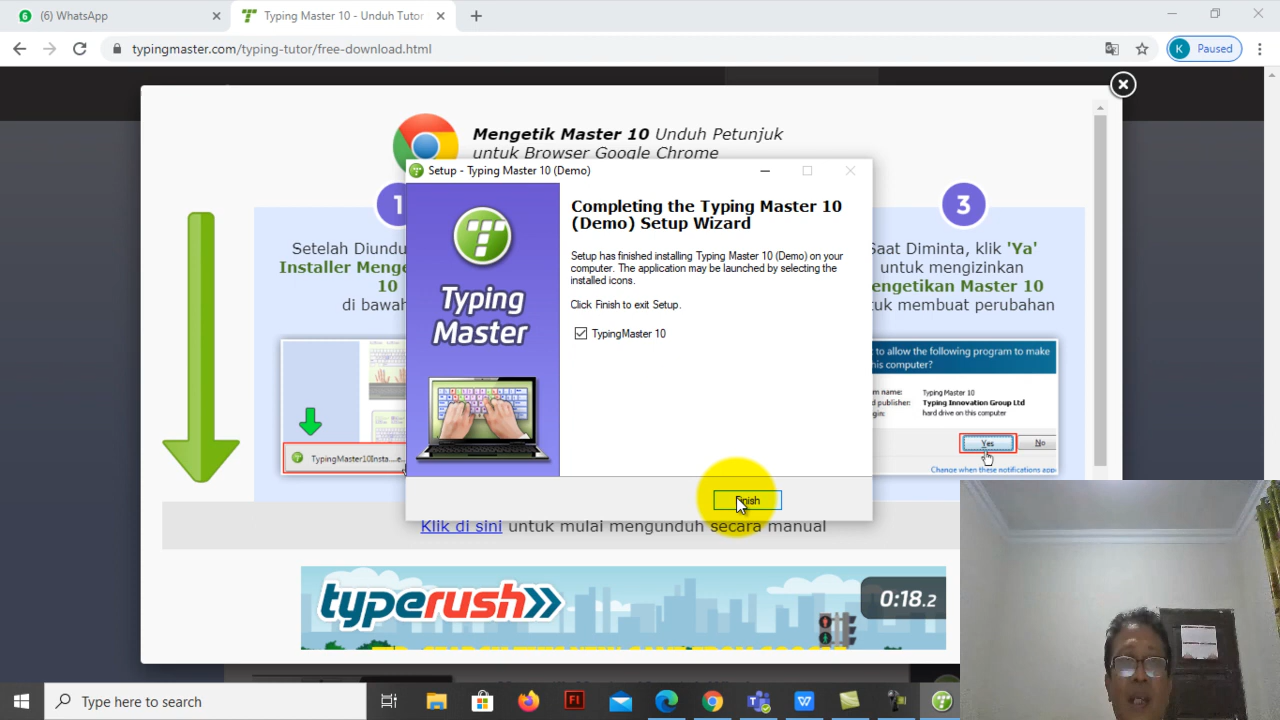 (6) WhatsApp
Typing Master 10 - Unduh Tutor
typingmaster.com/typing-tutor/free-download.html
K
Paused
Mengetik Master 10 Unduh Petunjuk
untuk Browser Google Chrome
Setup - Typing Master 10 (Demo)
Typing
Master
Completing the Typing Master 10
(Demo) Setup Wizard
Setup has finished installing Typing Master 10 (Demo) on your
computer. The application may be launched by selecting the
installed icons.
Click Finish to exit Setup.
TypingMaster 10
Finish
1
Setelah Diundu
Installer Menge
10
di bawah
TypingMaster10Insta...e
3
Saat Diminta, klik 'Ya'
untuk mengizinkan
engetikan Master 10
tuk membuat perubahan
t to allow the following program to make
his computer?
m name: Typing Master 10
d publisher: Typing Innovation Group Ltd
gin: hard drive on this computer
Yes
No
Change when these notifications app
Klik di sini untuk mulai mengunduh secara manual
typerush
0:18.2
Type here to search